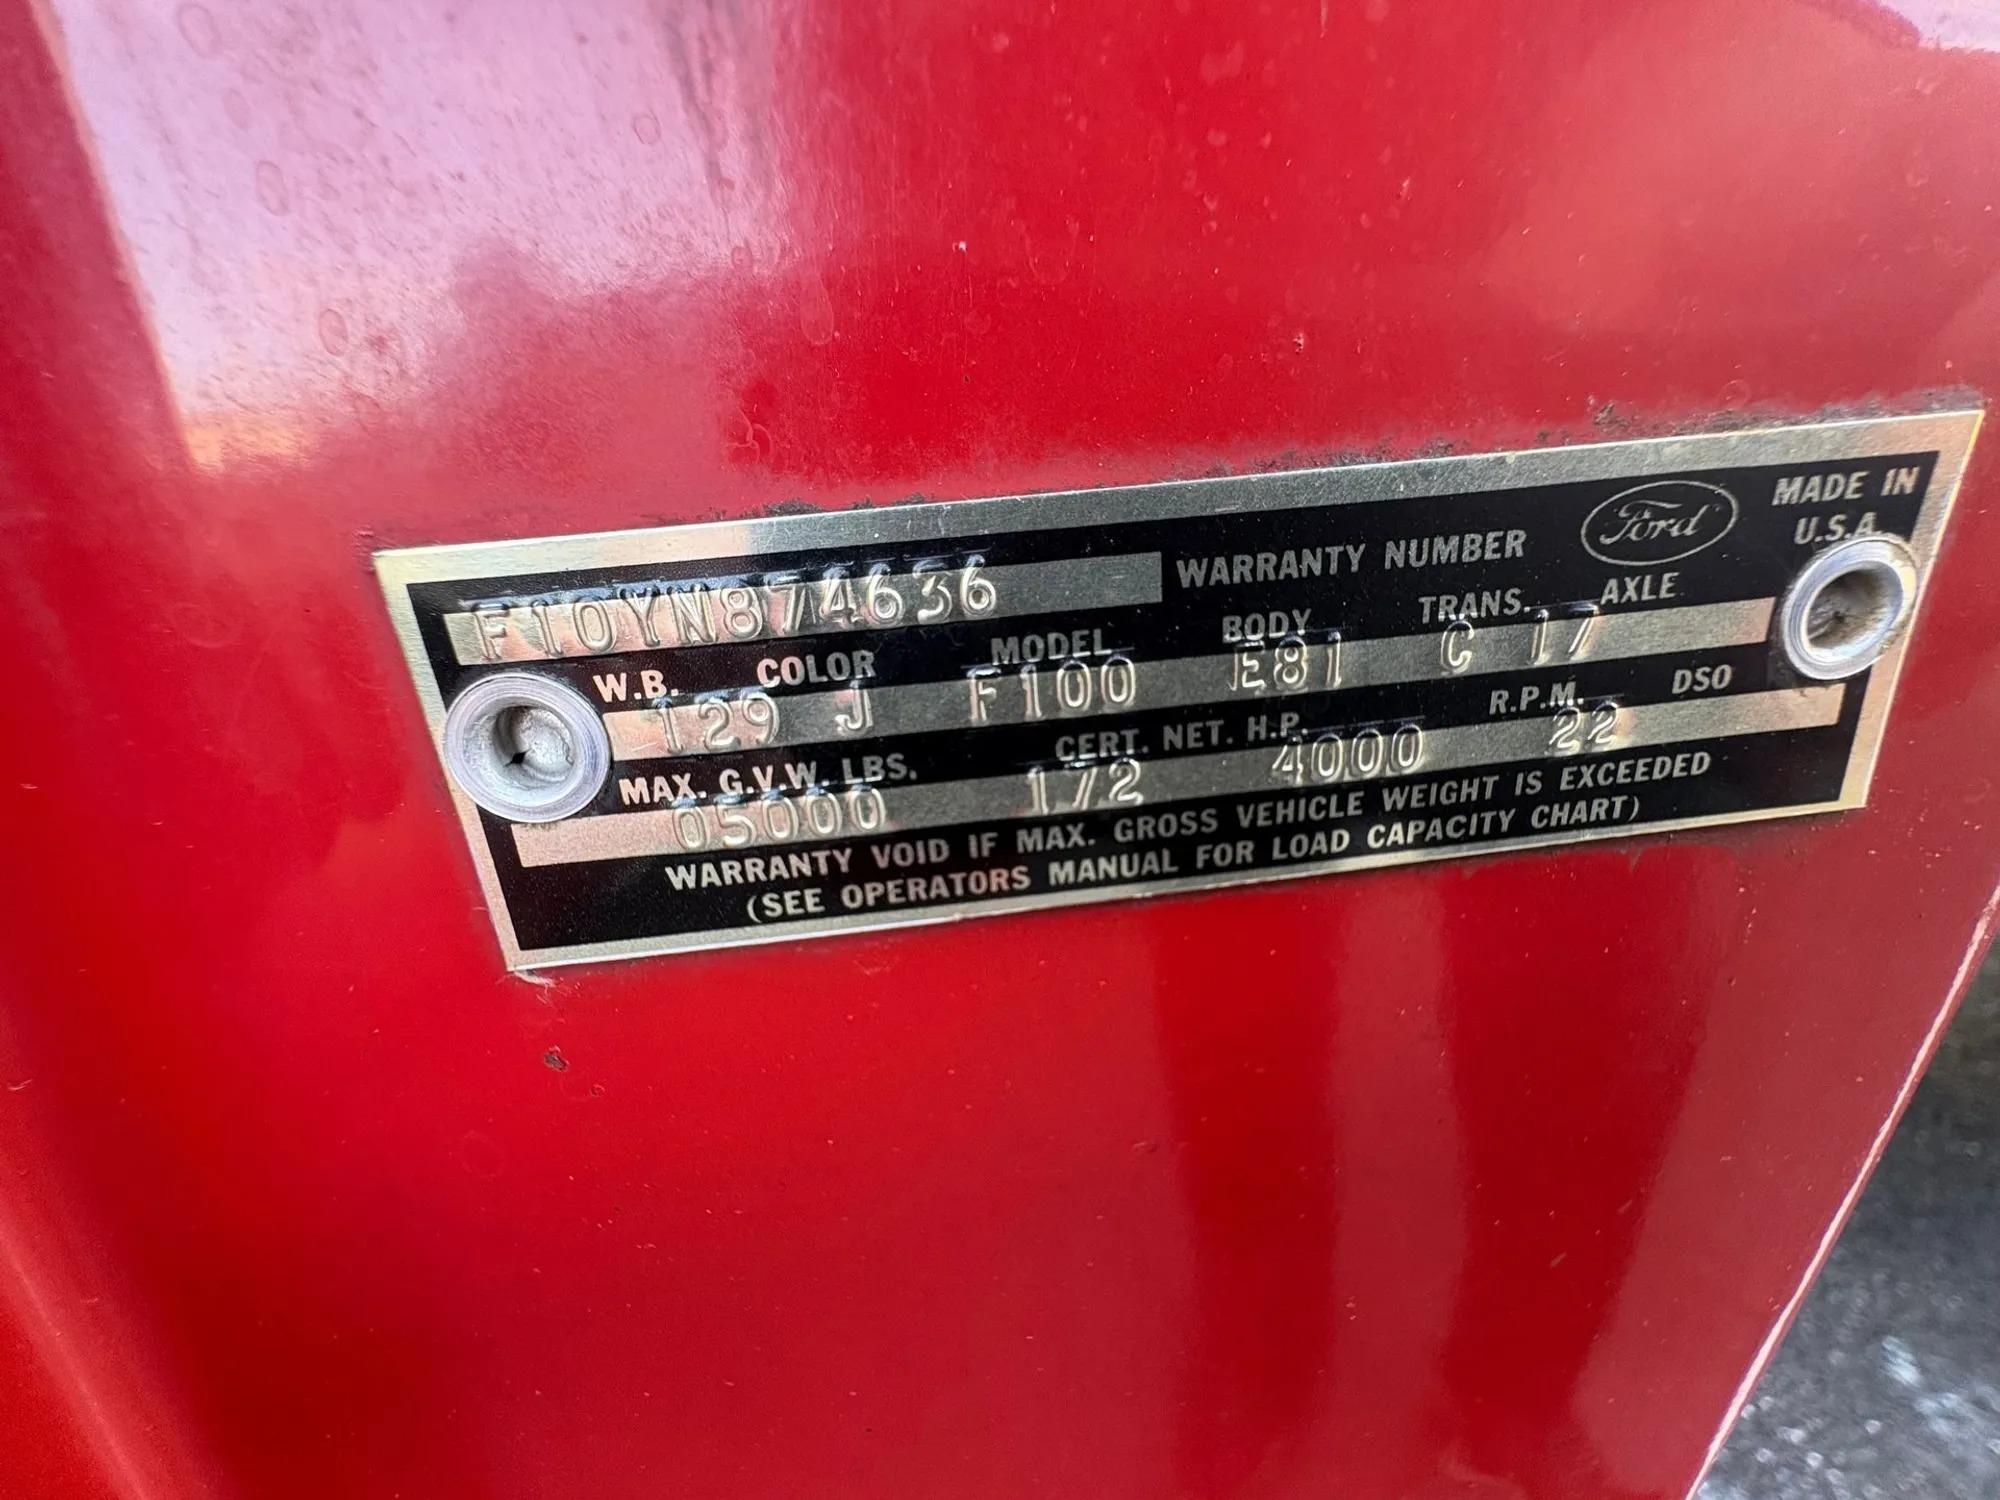 F10YN874636 WARRANTY NUMBER Ford MADE IN U.S.A.
W.B. COLOR MODEL BODY TRANS. AXLE
129 J F100 E81 C 17
MAX. G.V.W. LBS. CERT. NET. H.P. R.P.M. DSO
05000 172 4000 22
WARRANTY VOID IF MAX. GROSS VEHICLE WEIGHT IS EXCEEDED
(SEE OPERATORS MANUAL FOR LOAD CAPACITY CHART)